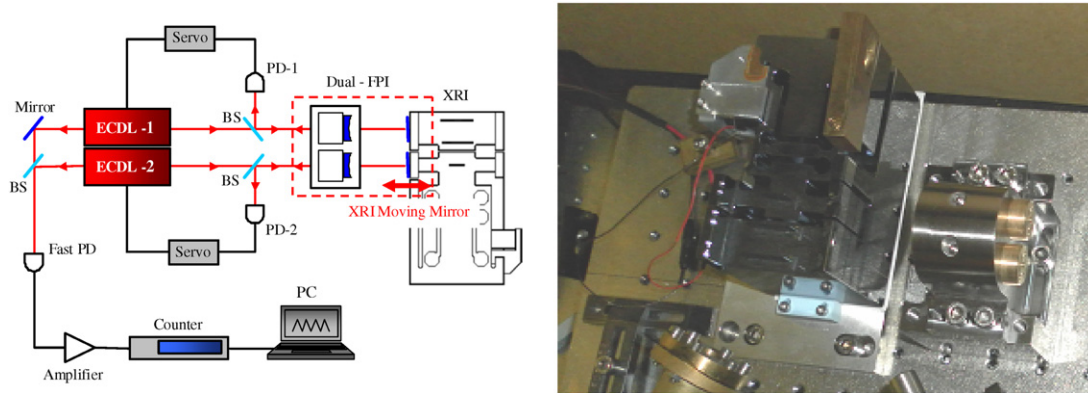 Servo
PD-1
Dual - FPI
XRI
Mirror
BS
ECDL -1
ECDL -2
BS
BS
XRI Moving Mirror
PD-2
Servo
Fast PD
PC
Counter
Amplifier